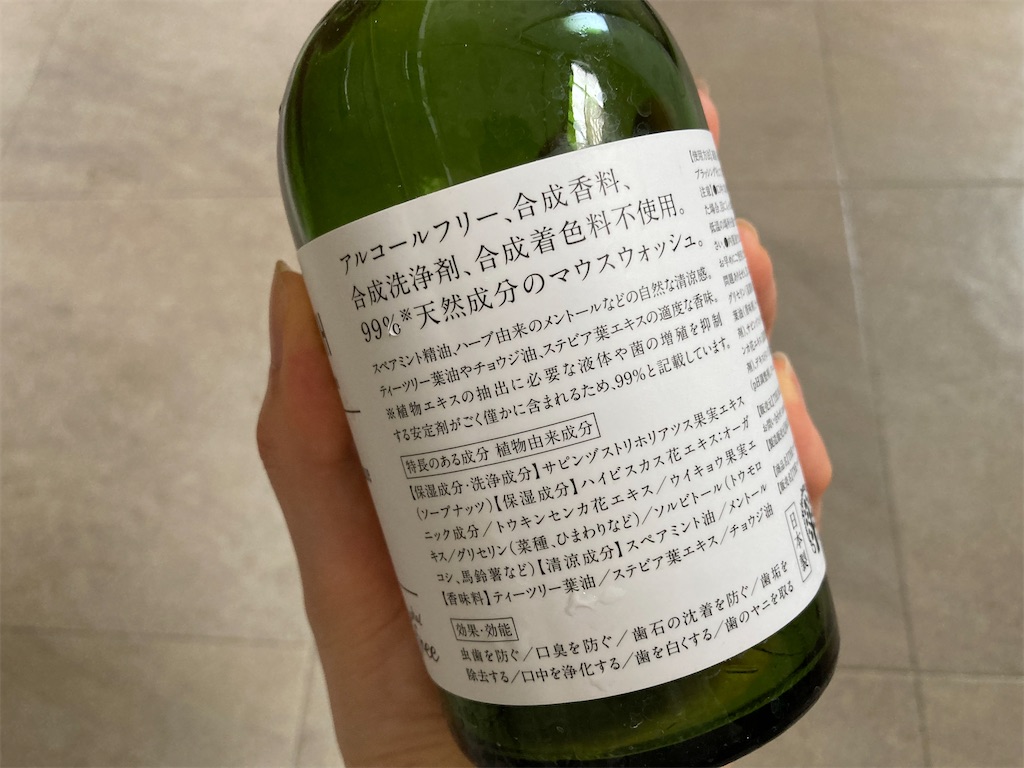 アルコールフリー、合成香料、
合成洗浄剤、合成着色料不使用。
99%※天然成分のマウスウォッシュ。
スペアミント精油、ハーブ由来のメントールなどの自然な清涼感。
ティーツリー葉油やチョウジ油、ステビア葉エキスの適度な香味。
※植物エキスの抽出に必要な液体や菌の増殖を抑制
する安定剤がごく僅かに含まれるため、99%と記載しています。
特長のある成分 植物由来成分
【保湿成分・洗浄成分】サピンヅストリホリアツス果実エキス
(ソープナッツ)【保湿成分】ハイビスカス花エキス:オーガ
ニック成分/トウキンセンカ花エキス/ウイキョウ果実エ
キス/グリセリン(菜種、ひまわりなど)/ソルビトール(トウモロ
コシ、馬鈴薯など)【清涼成分】スペアミント油/メントール
【香味料】ティーツリー葉油/ステビア葉エキス/チョウジ油
効果・効能
虫歯を防ぐ/口臭を防ぐ/歯石の沈着を防ぐ/歯垢を
除去する/口中を浄化する/歯を白くする/歯のヤニを取る
日本製